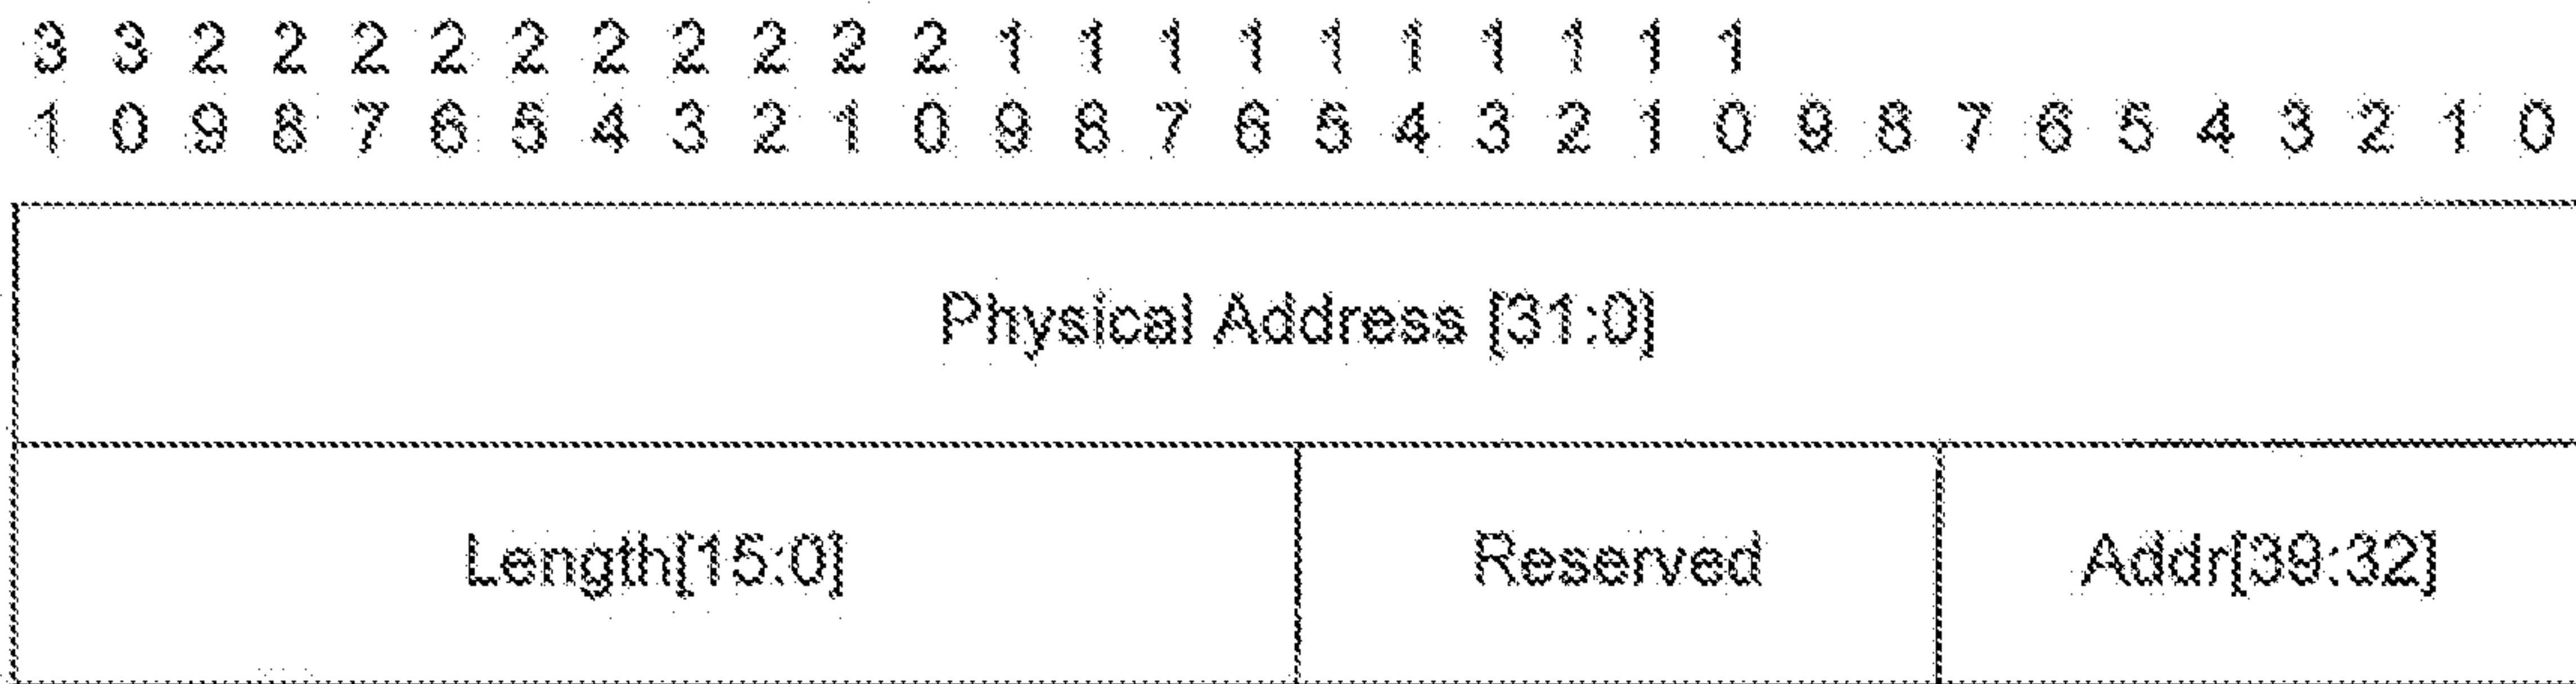 3 3 2 2 2 2 2 2 2 2 2 2 1 1 1 1 1 1 1 1 1 1
1 0 9 8 7 6 5 4 3 2 1 0 9 8 7 6 5 4 3 2 1 0 9 8 7 6 5 4 3 2 1 0
Physical Address [31:0]
Length[15:0] Reserved Addr[39:32]